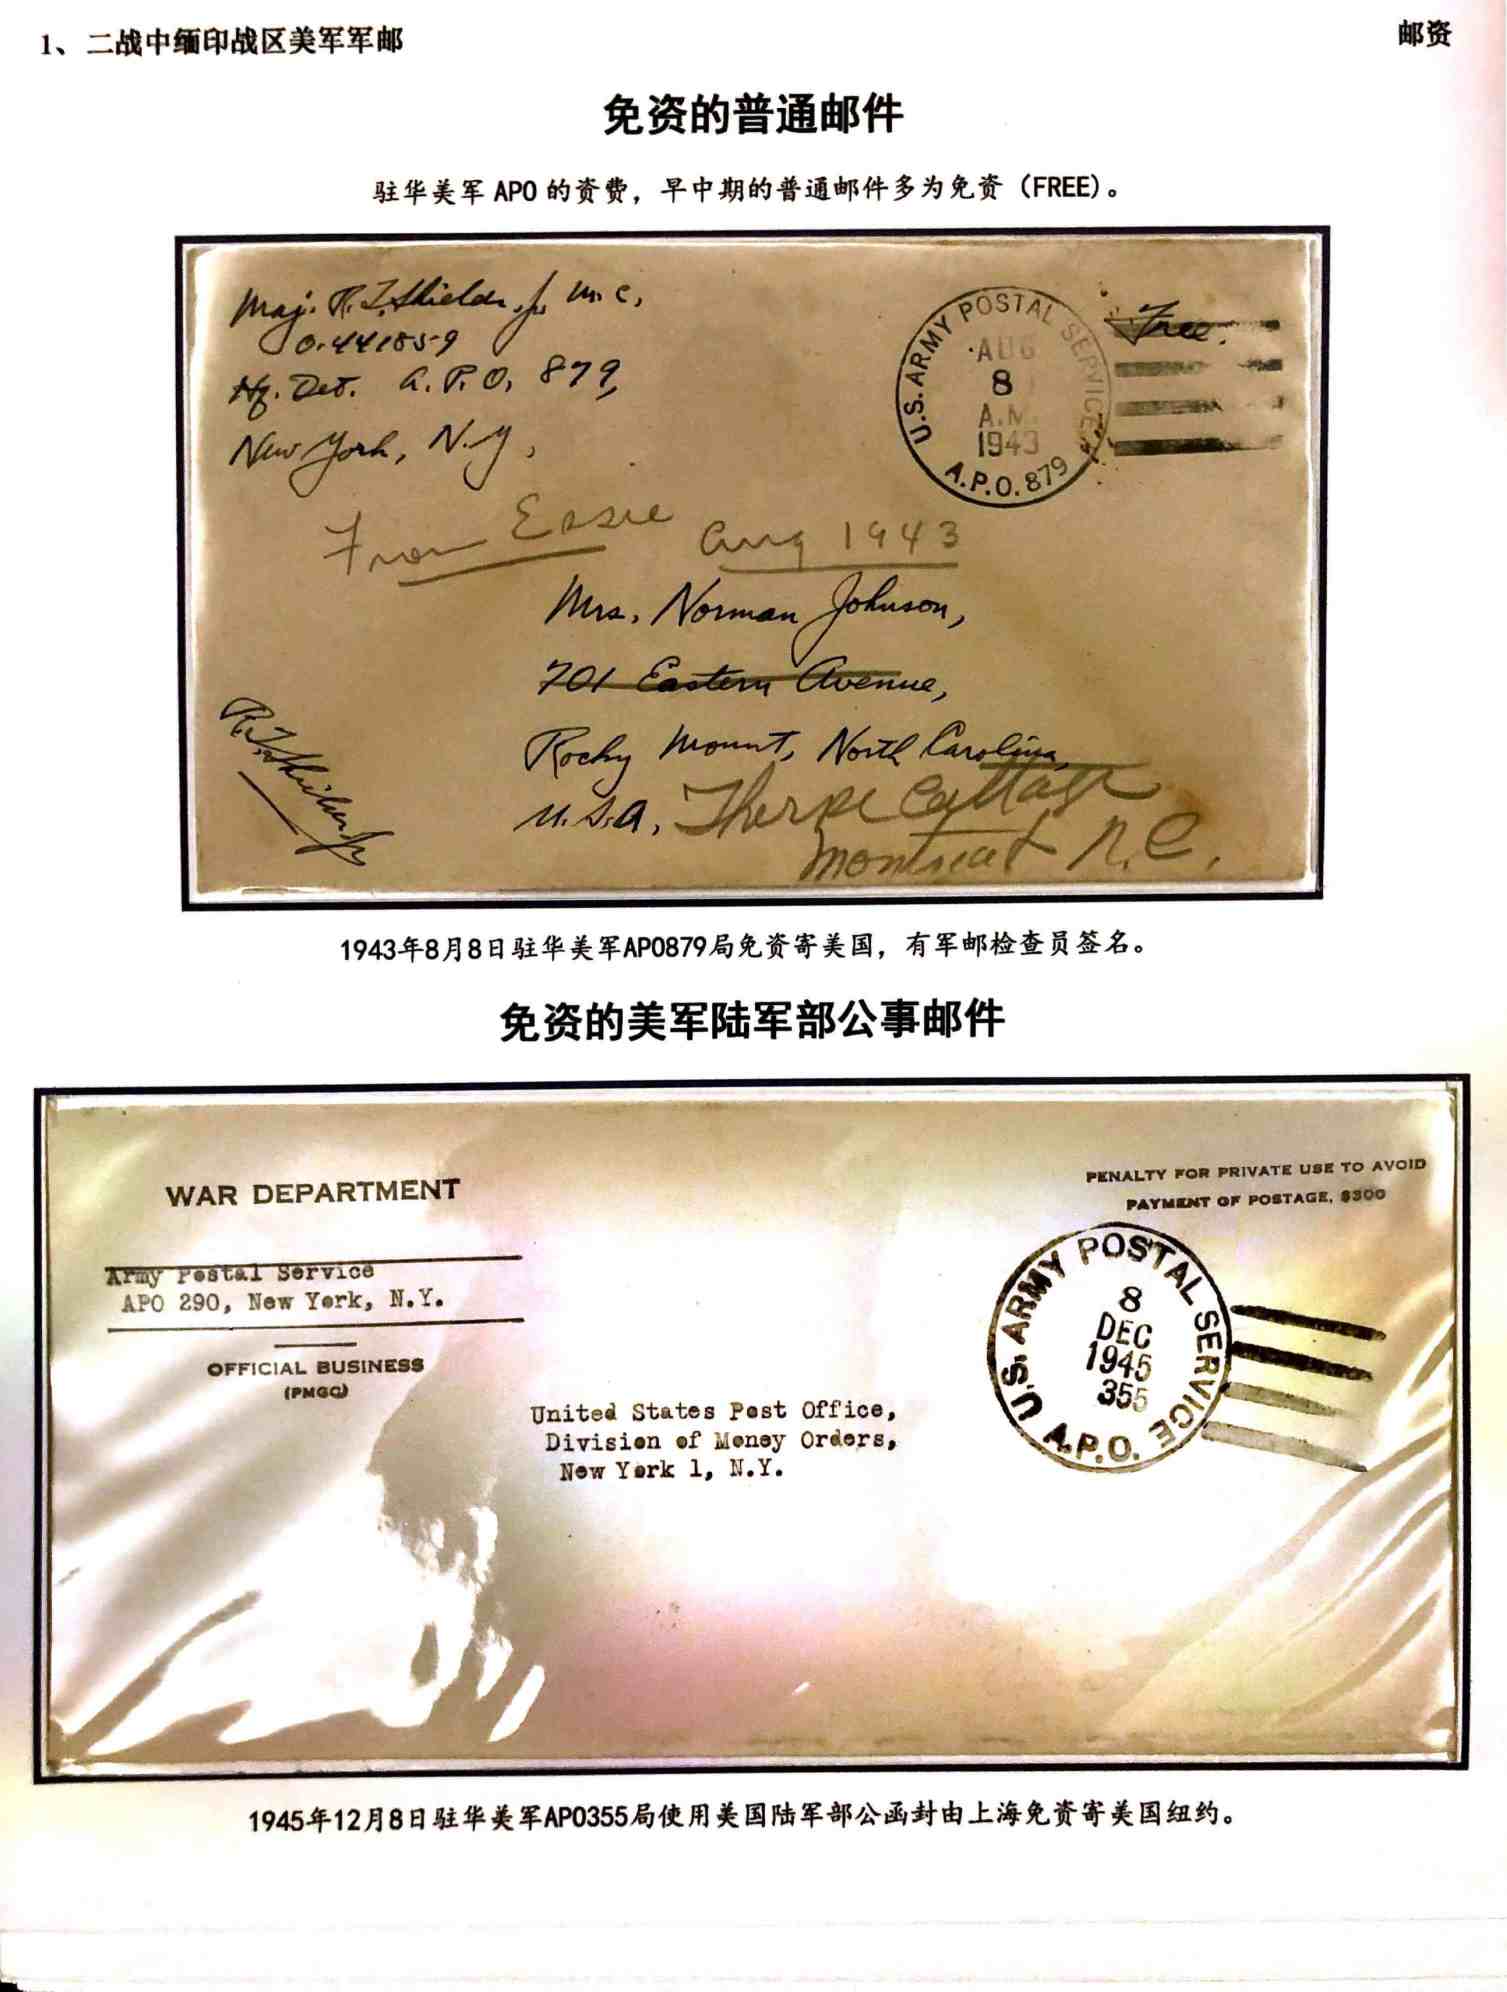 1、二战中缅印战区美军军邮
邮资
免资的普通邮件
驻华美军 APO 的资费，早中期的普通邮件多为免资（FREE）。
Maj. R. T. Shields, Jr. M.C.
O-441859
Hq. Det. A.P.O. 879,
New York, N.Y.,
U.S. ARMY POSTAL SERVICE
AUG
8
A.M.
1943
A.P.O. 879
Free.
From Essie Aug 1943
Mrs. Norman Johnson,
701 Eastern Avenue,
Rocky Mount, North Carolina,
U.S.A. Thorpe Cottage
Montreat N.C.
R. T. Shields Jr
1943年8月8日驻华美军APO879局免资寄美国，有军邮检查员签名。
免资的美军陆军部公事邮件
WAR DEPARTMENT
PENALTY FOR PRIVATE USE TO AVOID
PAYMENT OF POSTAGE, $300
Army Postal Service
APO 290, New York, N.Y.
OFFICIAL BUSINESS
(PMGC)
U.S. ARMY POSTAL SERVICE
8
DEC
1945
355
A.P.O.
United States Post Office,
Division of Money Orders,
New York 1, N.Y.
1945年12月8日驻华美军APO355局使用美国陆军部公函封由上海免资寄美国纽约。